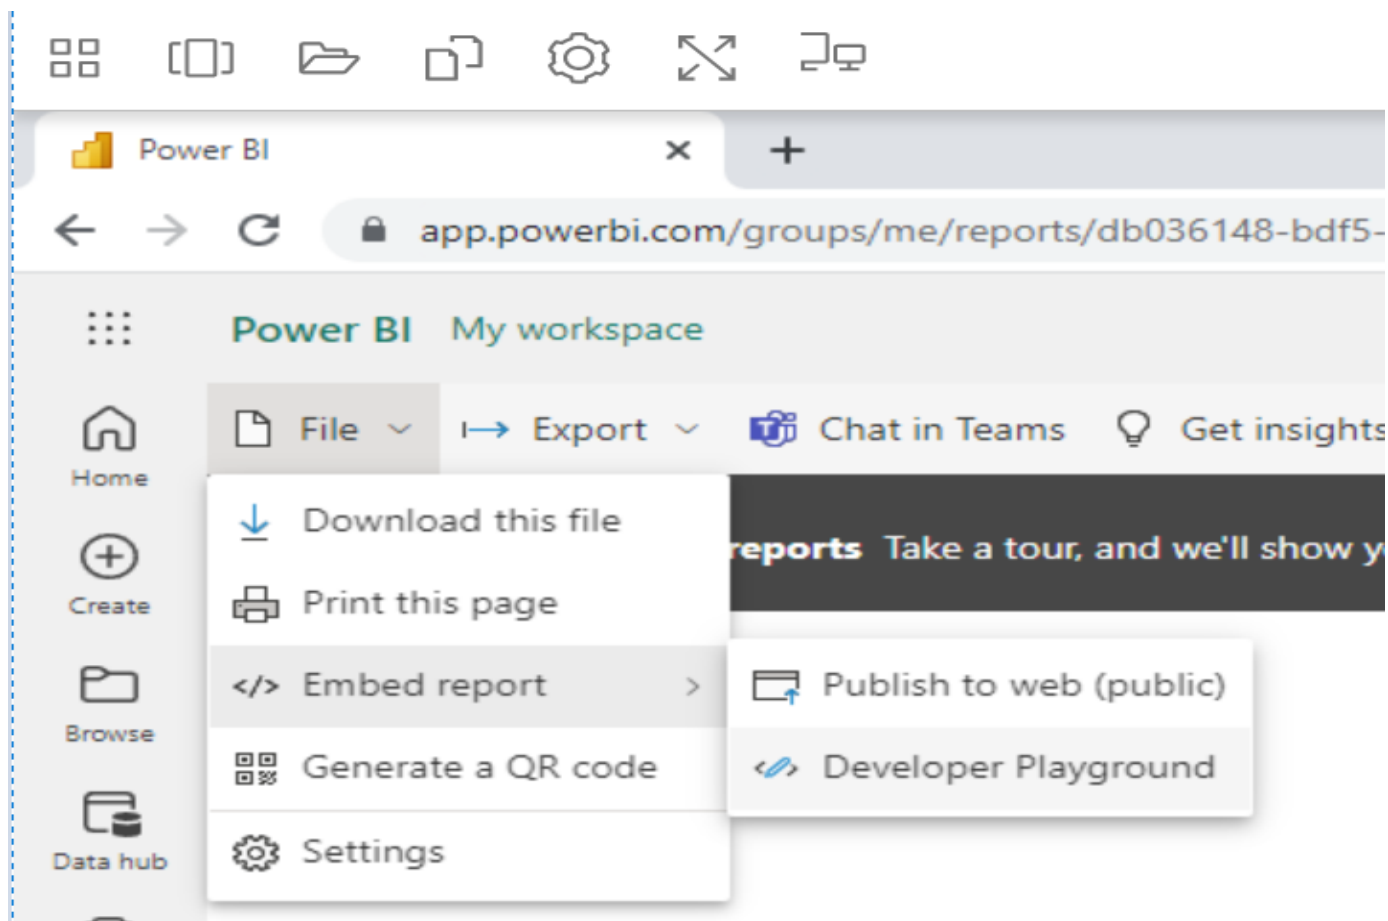 Power BI
app.powerbi.com/groups/me/reports/db036148-bdf5-
Power BI My workspace
File Export Chat in Teams Get insights
Home
Download this file
reports Take a tour, and we'll show y
Create
Print this page
Embed report
Publish to web (public)
Browse
Generate a QR code
Developer Playground
Data hub
Settings